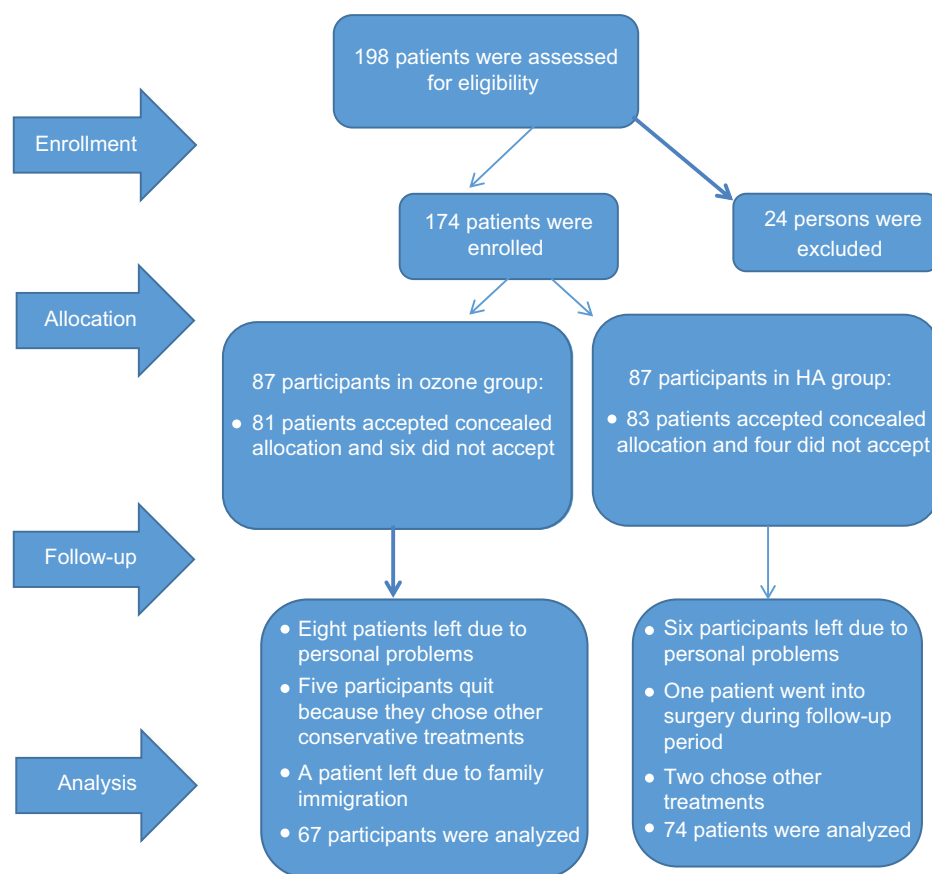 198 patients were assessed
for eligibility
Enrollment
174 patients were
enrolled
24 persons were
excluded
Allocation
87 participants in ozone group:
• 81 patients accepted concealed
allocation and six did not accept
87 participants in HA group:
• 83 patients accepted concealed
allocation and four did not accept
Follow-up
• Eight patients left due to
personal problems
• Five participants quit
because they chose other
conservative treatments
• A patient left due to family
immigration
• 67 participants were analyzed
• Six participants left due to
personal problems
• One patient went into
surgery during follow-up
period
• Two chose other
treatments
• 74 patients were analyzed
Analysis